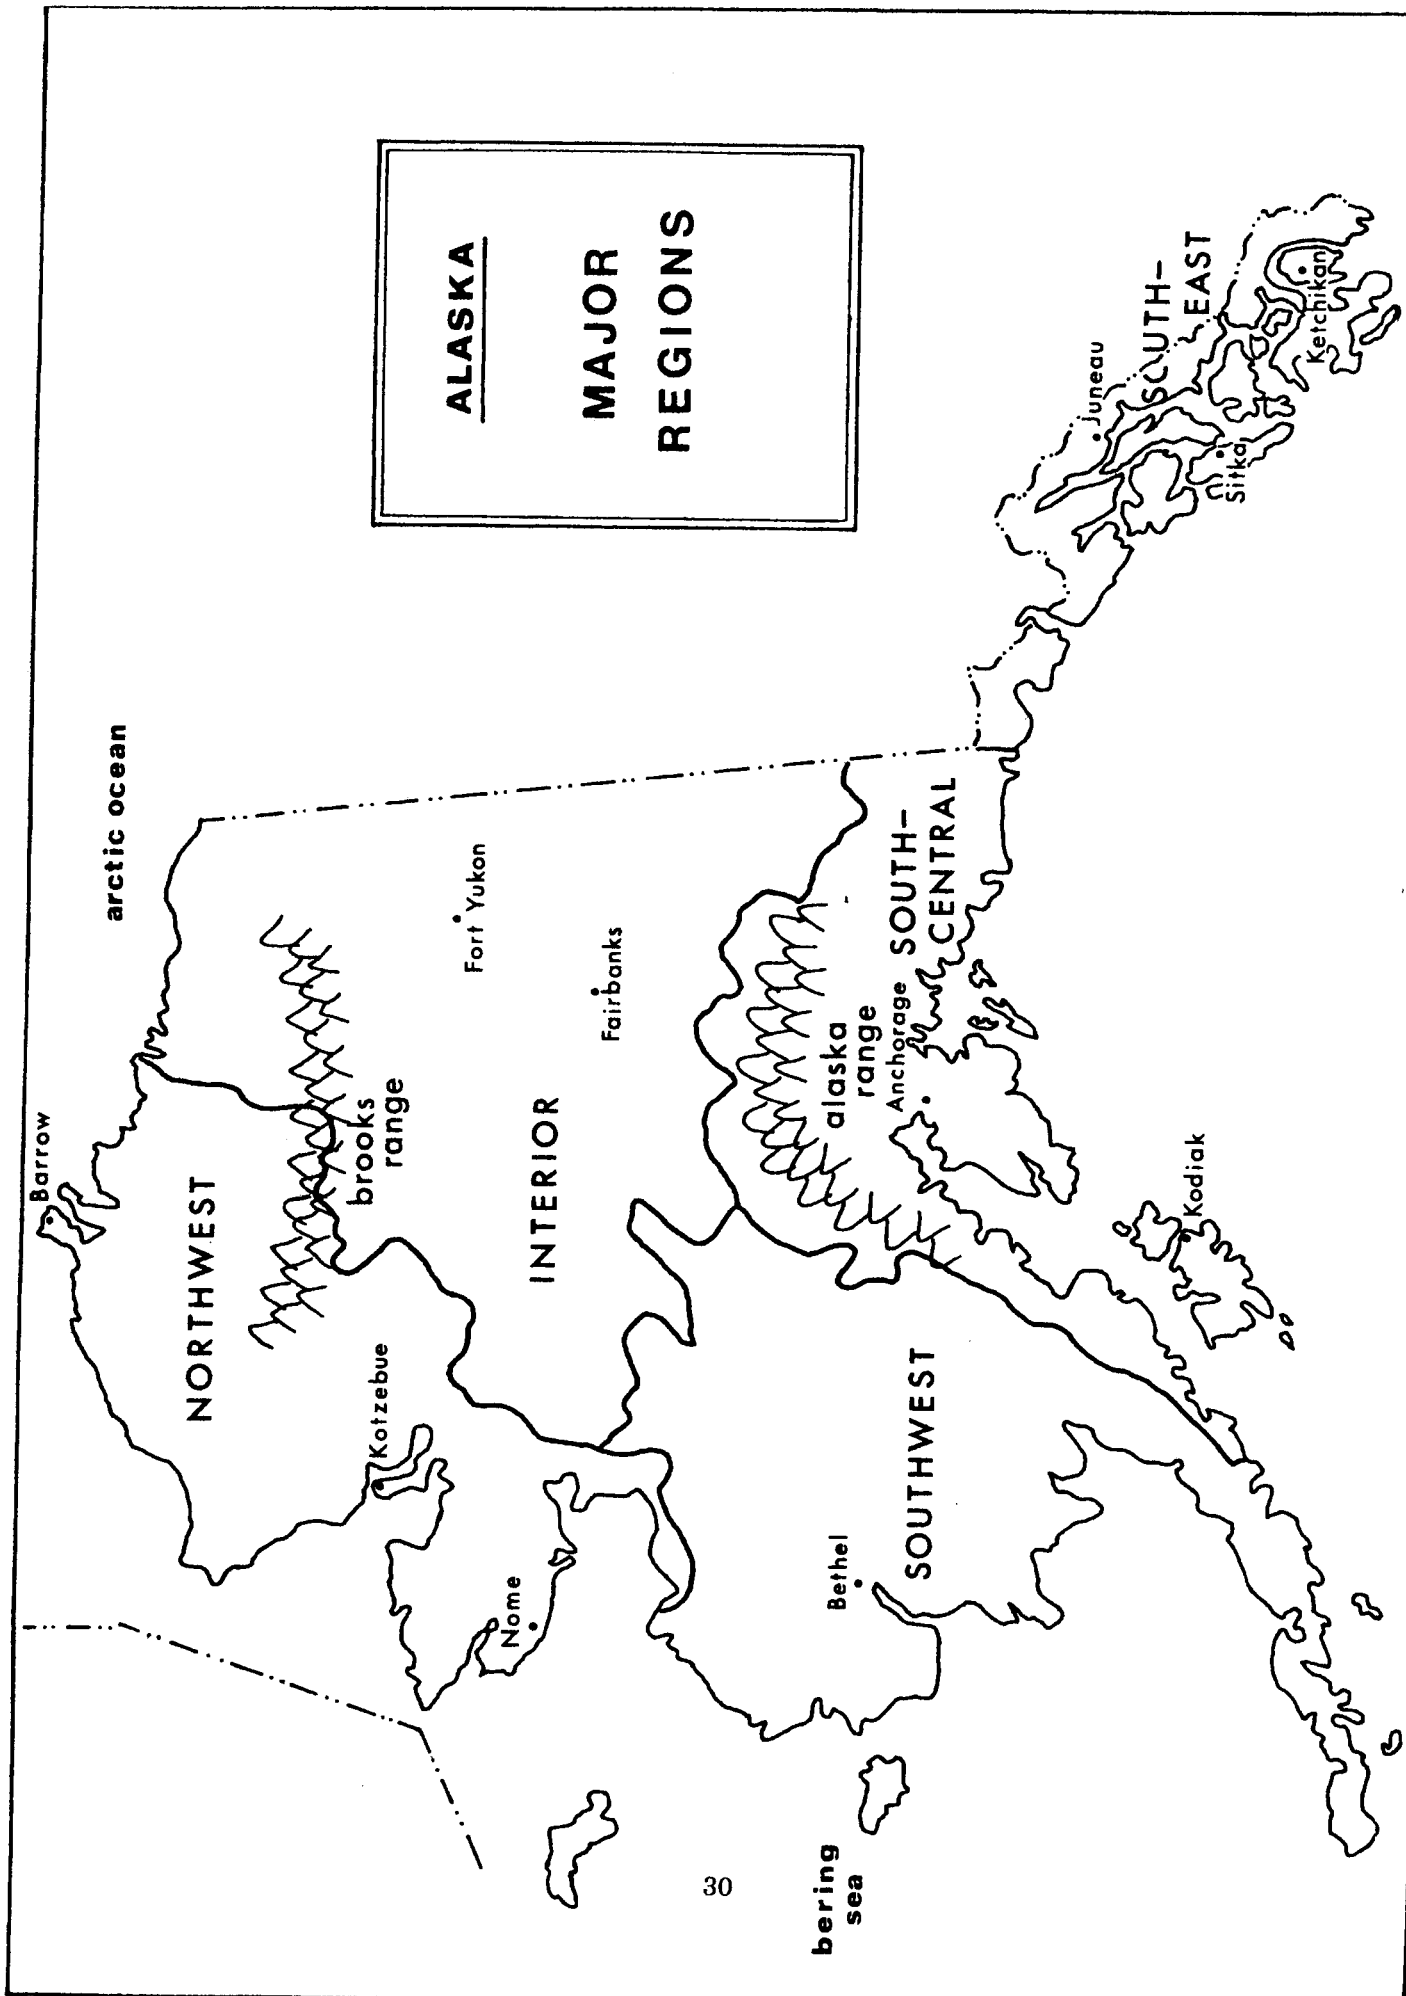 ALASKA
MAJOR
REGIONS
arctic ocean
Barrow
NORTHWEST
brooks
range
Kotzebue
Fort Yukon
Fairbanks
INTERIOR
Nome
alaska
range
Anchorage
SOUTH-
CENTRAL
Bethel
SOUTHWEST
Kodiak
Juneau
SOUTH-
EAST
Sitka
Ketchikan
bering
sea
30